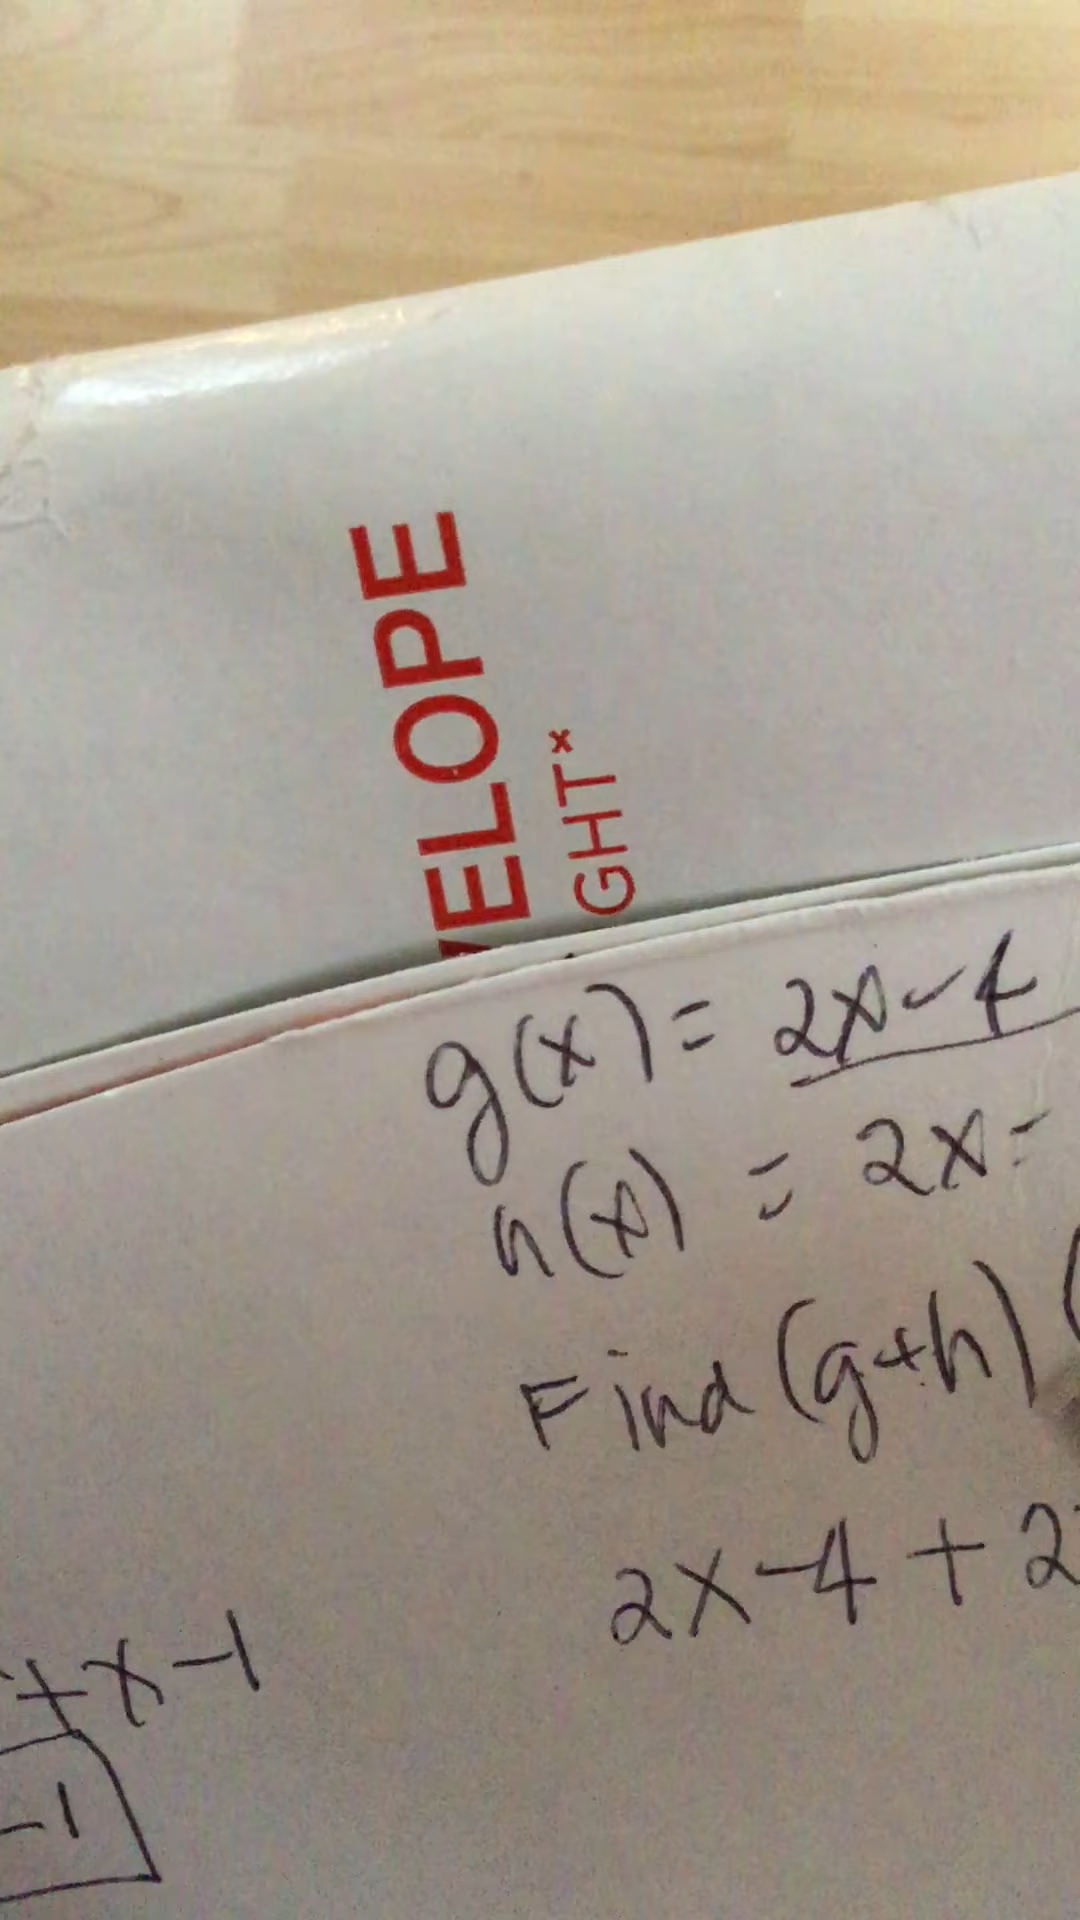 VELOPE
GHT*
g(x) = 2x-4
h(x) = 2x-
Find (g+h) (
2x-4 + 2
+x-1
-1